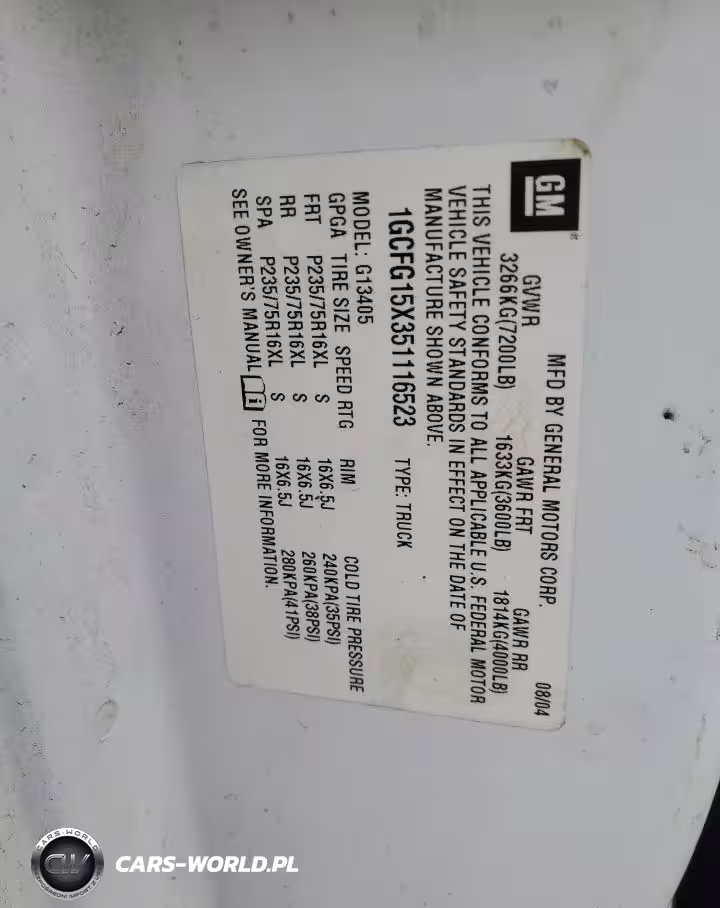 GM
MFD BY GENERAL MOTORS CORP. 08/04
GVWR GAWR FRT GAWR RR
3266KG(7200LB) 1633KG(3600LB) 1814KG(4000LB)
THIS VEHICLE CONFORMS TO ALL APPLICABLE U.S. FEDERAL MOTOR
VEHICLE SAFETY STANDARDS IN EFFECT ON THE DATE OF
MANUFACTURE SHOWN ABOVE.
1GCFG15X351116523 TYPE: TRUCK
MODEL: G13405
GPGA TIRE SIZE SPEED RTG RIM COLD TIRE PRESSURE
FRT P235/75R16XL S 16X6.5J 240KPA(35PSI)
RR P235/75R16XL S 16X6.5J 260KPA(38PSI)
SPA P235/75R16XL S 16X6.5J 280KPA(41PSI)
SEE OWNER'S MANUAL i FOR MORE INFORMATION.
CARS-WORLD
CW
CARS-WORLD.PL